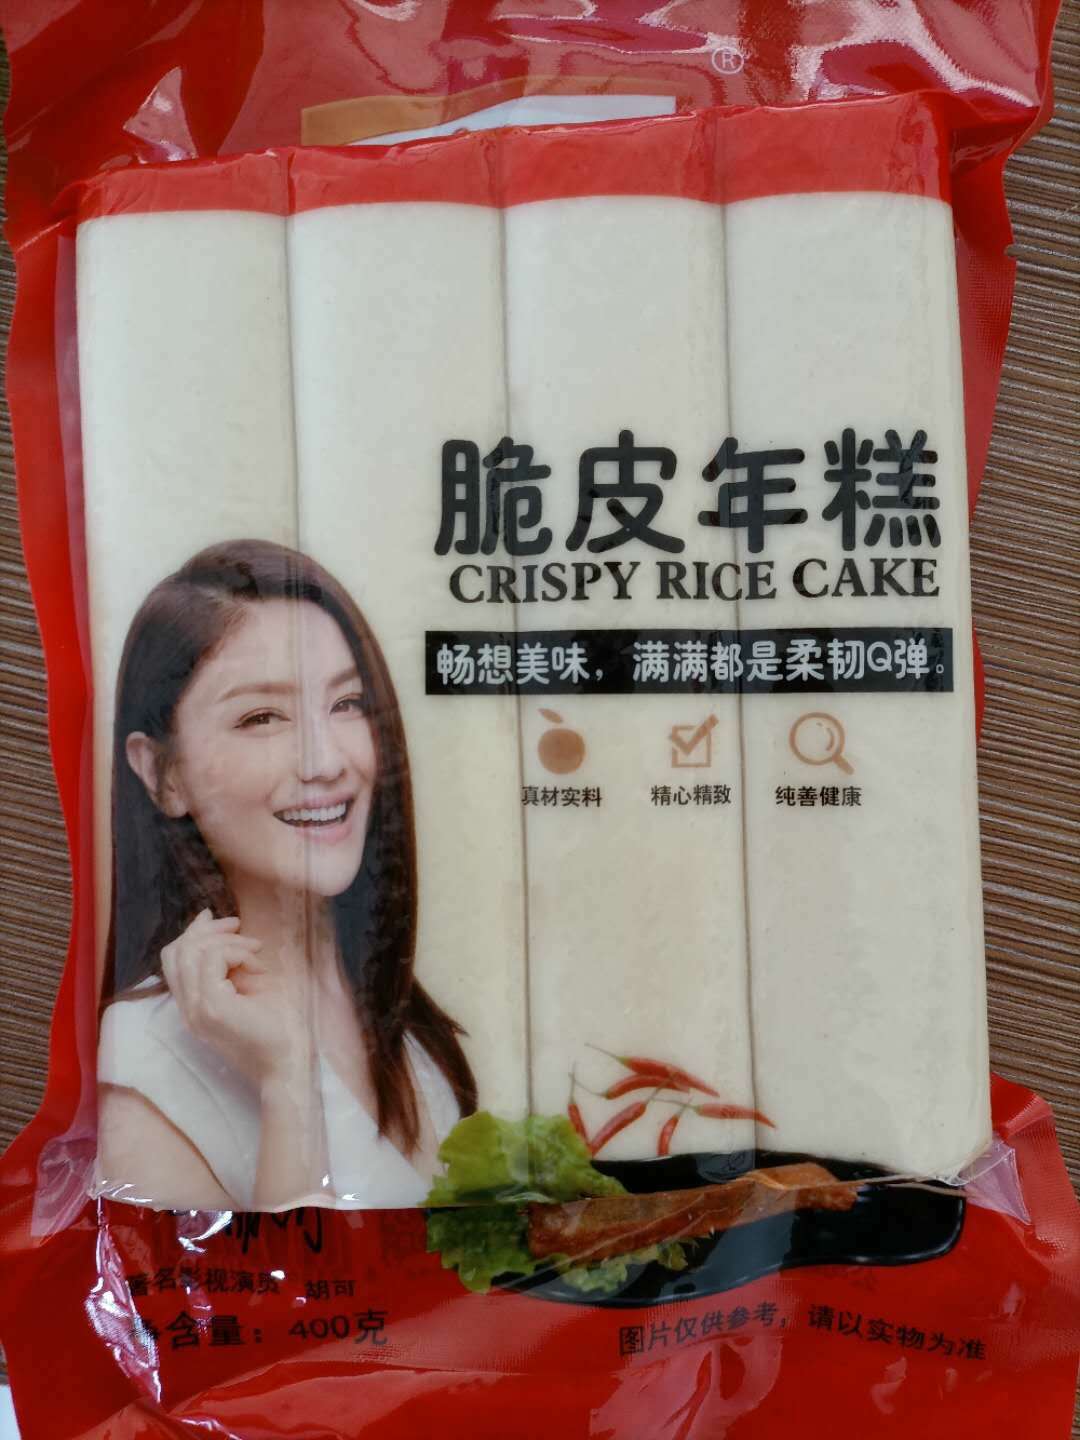 ®
脆皮年糕
CRISPY RICE CAKE
畅想美味，满满都是柔韧Q弹。
真材实料
精心精致
纯善健康
著名影视演员 胡可
净含量：400克
图片仅供参考，请以实物为准